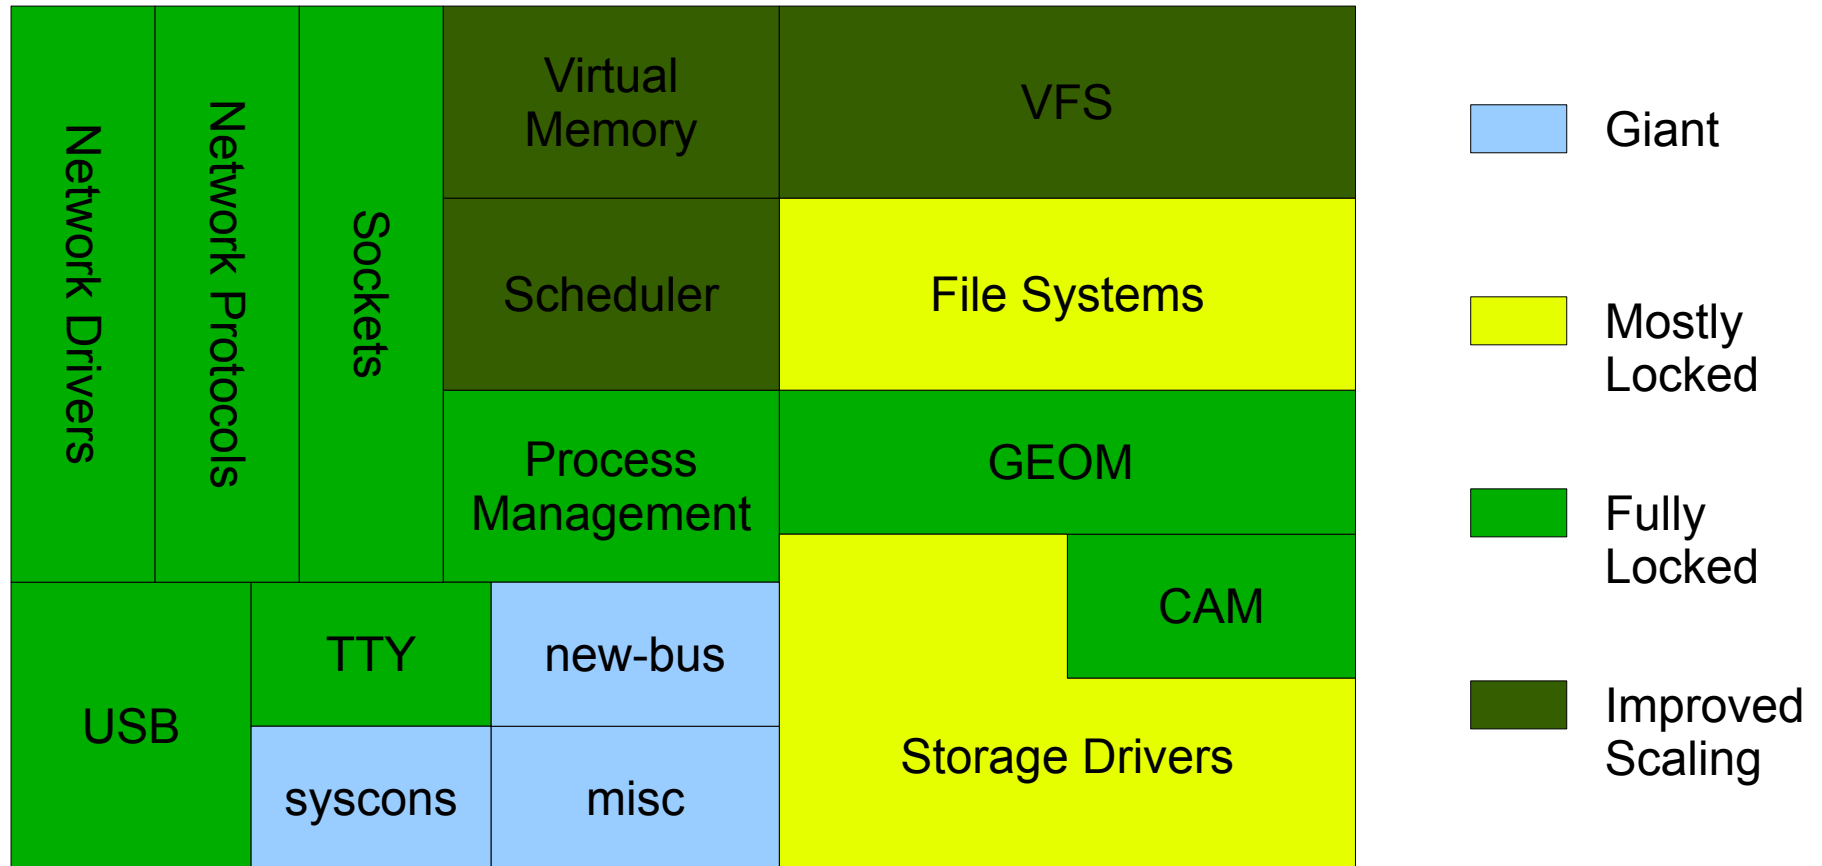 Network Drivers
Network Protocols
Sockets
Virtual
Memory
VFS
Scheduler
File Systems
Process
Management
GEOM
CAM
USB
TTY
new-bus
syscons
misc
Storage Drivers
Giant
Mostly
Locked
Fully
Locked
Improved
Scaling